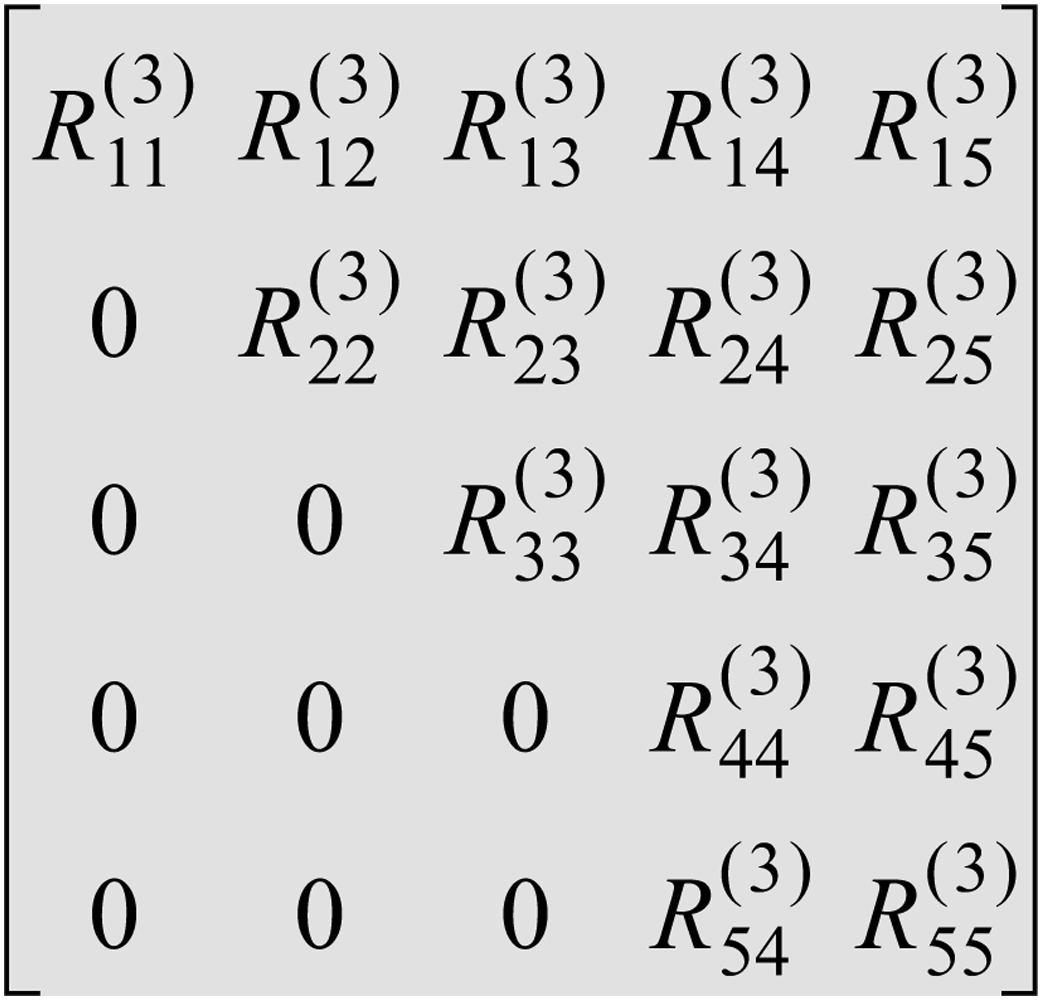 R_{11}^{(3)} R_{12}^{(3)} R_{13}^{(3)} R_{14}^{(3)} R_{15}^{(3)}
0 R_{22}^{(3)} R_{23}^{(3)} R_{24}^{(3)} R_{25}^{(3)}
0 0 R_{33}^{(3)} R_{34}^{(3)} R_{35}^{(3)}
0 0 0 R_{44}^{(3)} R_{45}^{(3)}
0 0 0 R_{54}^{(3)} R_{55}^{(3)}